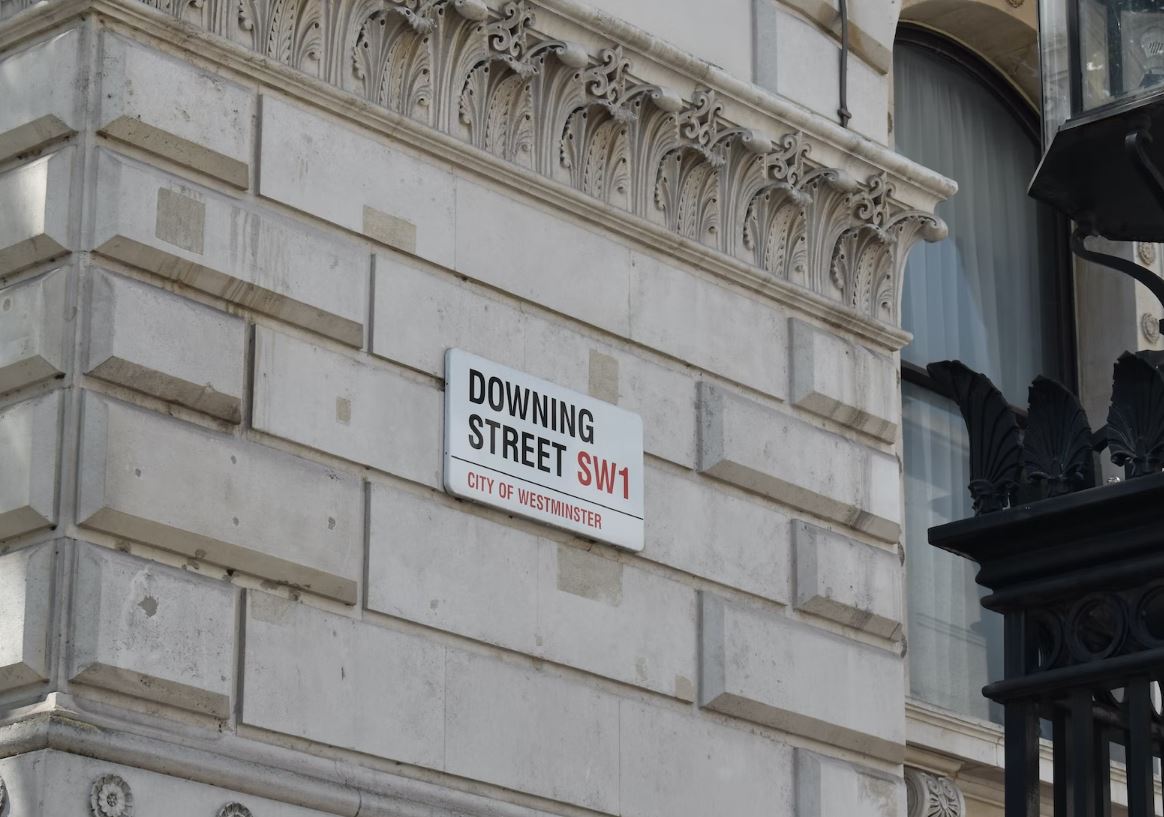 DOWNING
STREET SW1
CITY OF WESTMINSTER